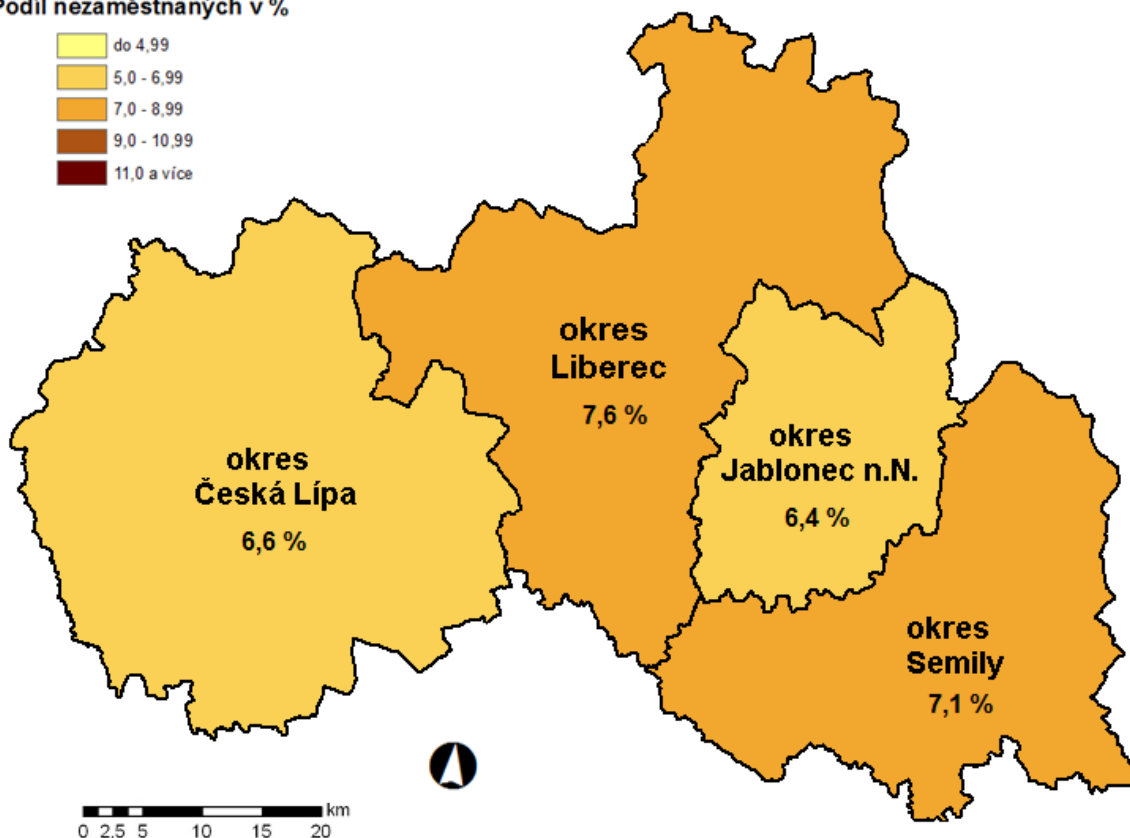 Podíl nezaměstnaných v %
do 4,99
5,0 - 6,99
7,0 - 8,99
9,0 - 10,99
11,0 a více
okres
Liberec
7,6 %
okres
Jablonec n.N.
6,4 %
okres
Česká Lípa
6,6 %
okres
Semily
7,1 %
km
0 2,5 5 10 15 20